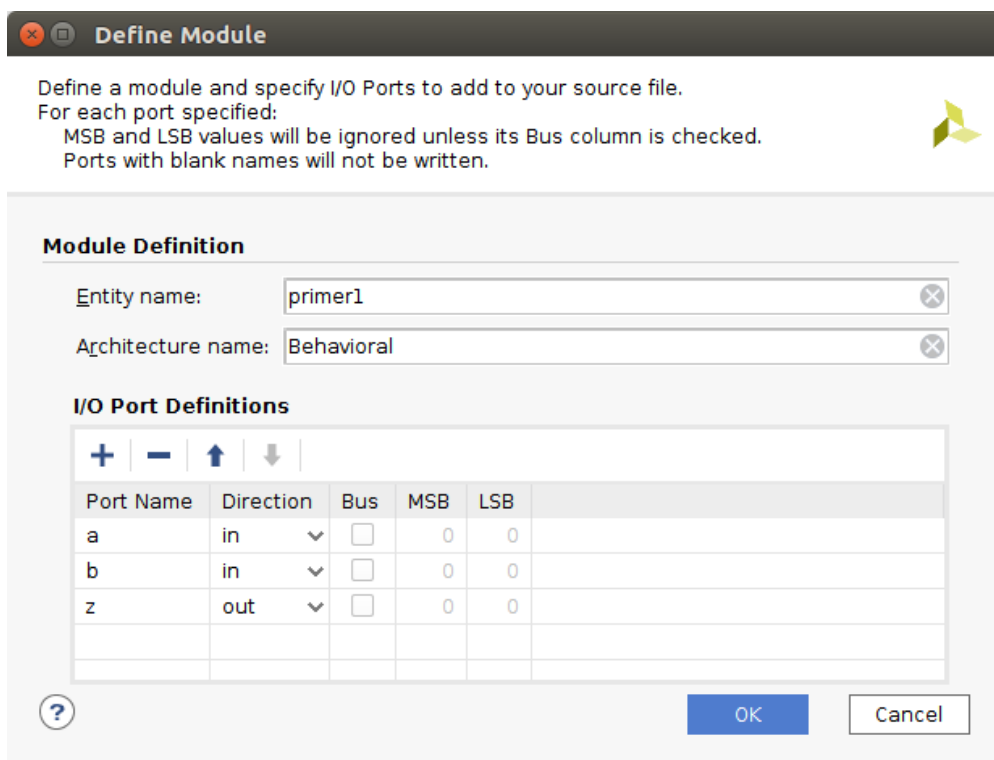 Define Module
Define a module and specify I/O Ports to add to your source file.
For each port specified:
MSB and LSB values will be ignored unless its Bus column is checked.
Ports with blank names will not be written.
Module Definition
Entity name: primer1
Architecture name: Behavioral
I/O Port Definitions
Port Name Direction Bus MSB LSB
a in 0 0
b in 0 0
z out 0 0
? OK Cancel